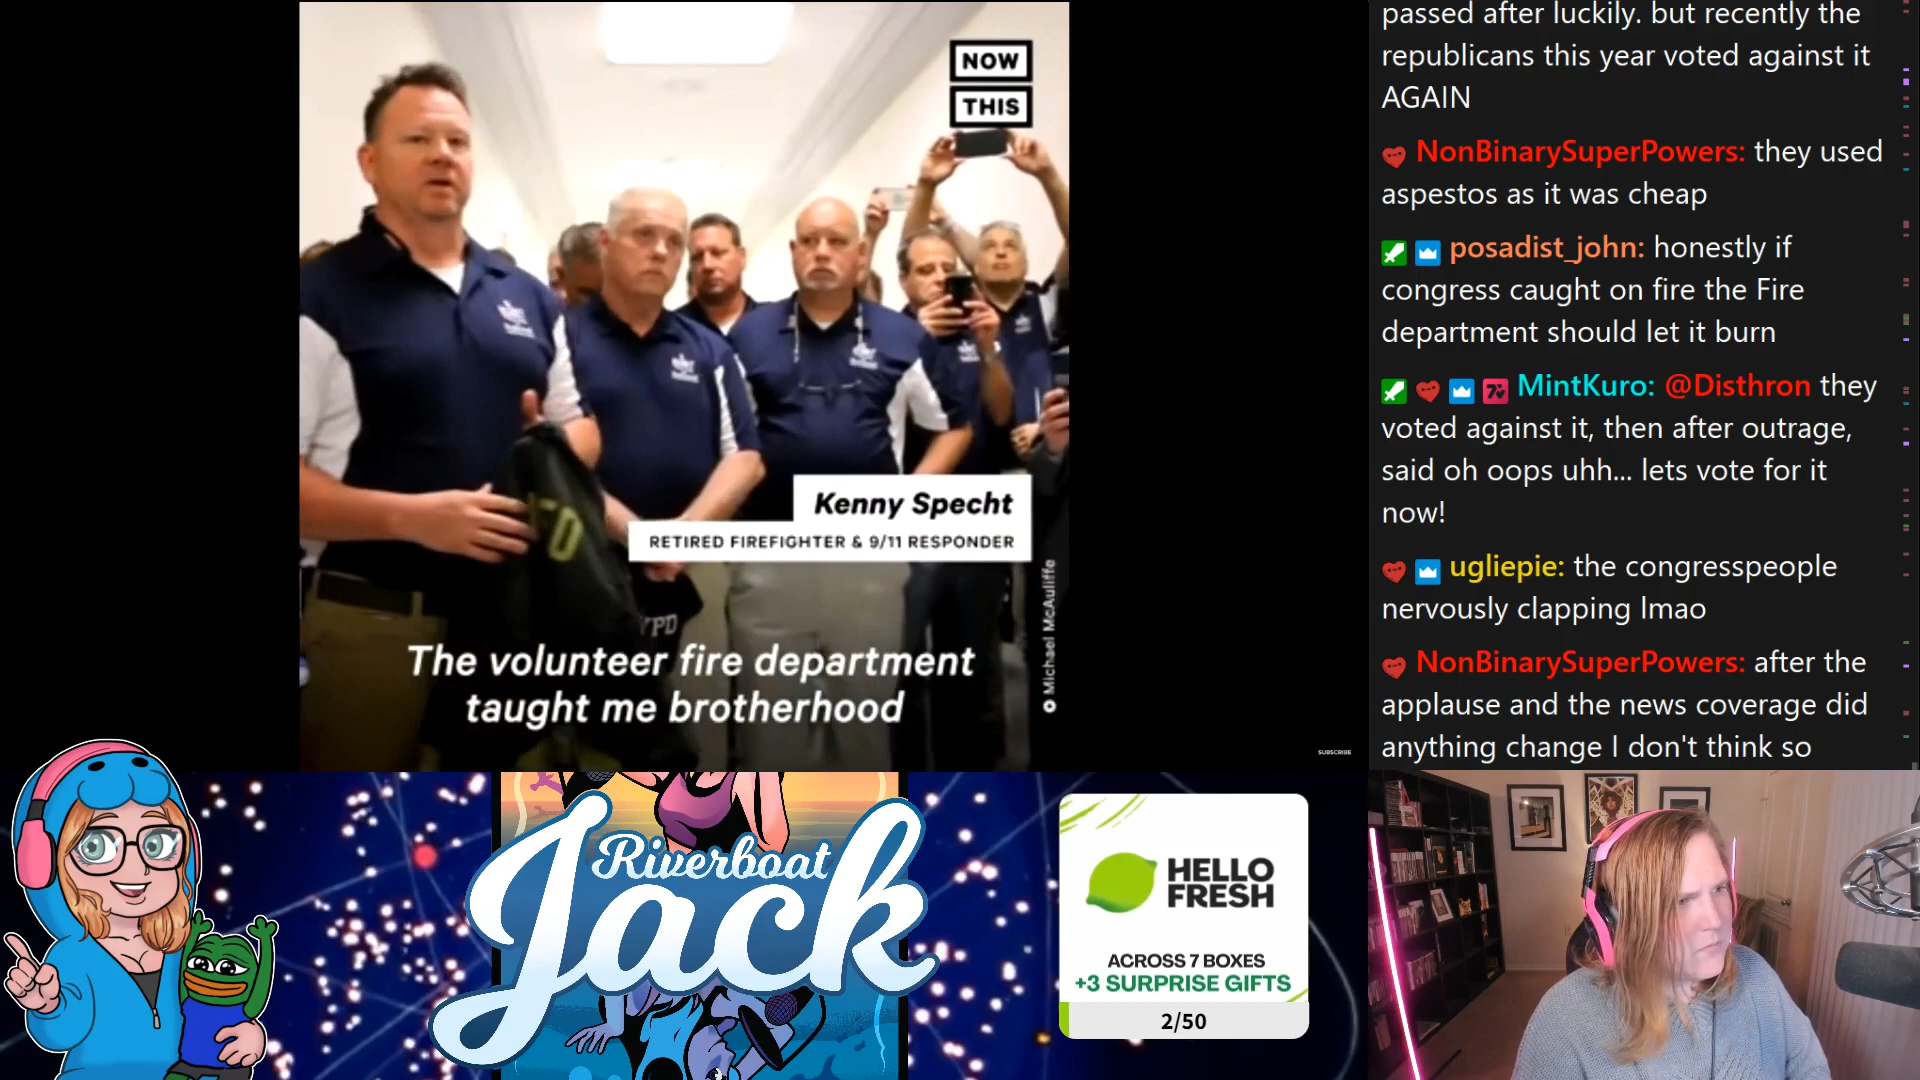 NOW
THIS
Kenny Specht
RETIRED FIREFIGHTER & 9/11 RESPONDER
The volunteer fire department
taught me brotherhood
© Michael McAuliffe
YPD
SUBSCRIBE
passed after luckily. but recently the
republicans this year voted against it
AGAIN
NonBinarySuperPowers: they used
aspestos as it was cheap
posadist_john: honestly if
congress caught on fire the Fire
department should let it burn
MintKuro: @Disthron they
voted against it, then after outrage,
said oh oops uhh... lets vote for it
now!
ugliepie: the congresspeople
nervously clapping lmao
NonBinarySuperPowers: after the
applause and the news coverage did
anything change I don't think so
Riverboat
Jack
HELLO
FRESH
ACROSS 7 BOXES
+3 SURPRISE GIFTS
2/50